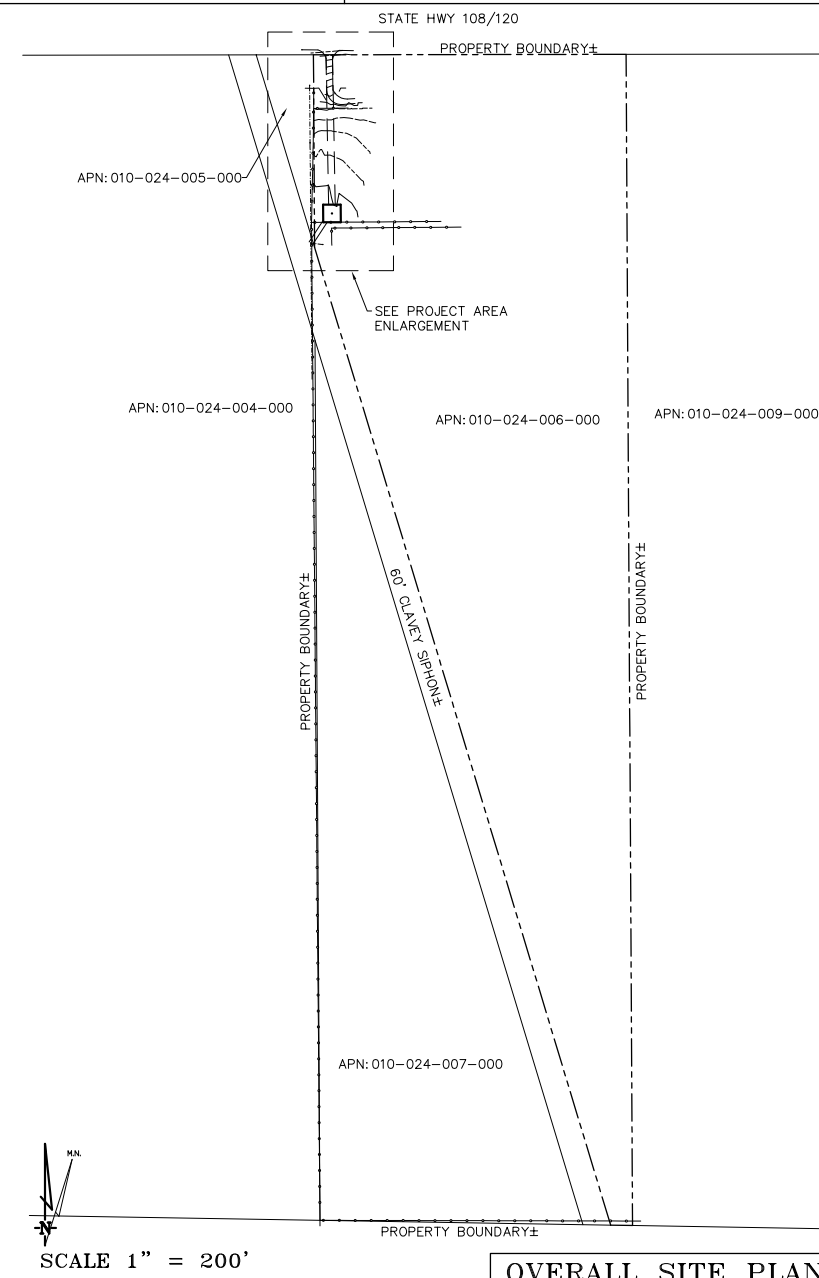 STATE HWY 108/120
PROPERTY BOUNDARY±
APN: 010-024-005-000
SEE PROJECT AREA
ENLARGEMENT
APN: 010-024-004-000
APN: 010-024-006-000
APN: 010-024-009-000
60' CLAVEY SIPHON±
PROPERTY BOUNDARY±
PROPERTY BOUNDARY±
APN: 010-024-007-000
M.N.
N
PROPERTY BOUNDARY±
SCALE 1" = 200'
OVERALL SITE PLAN